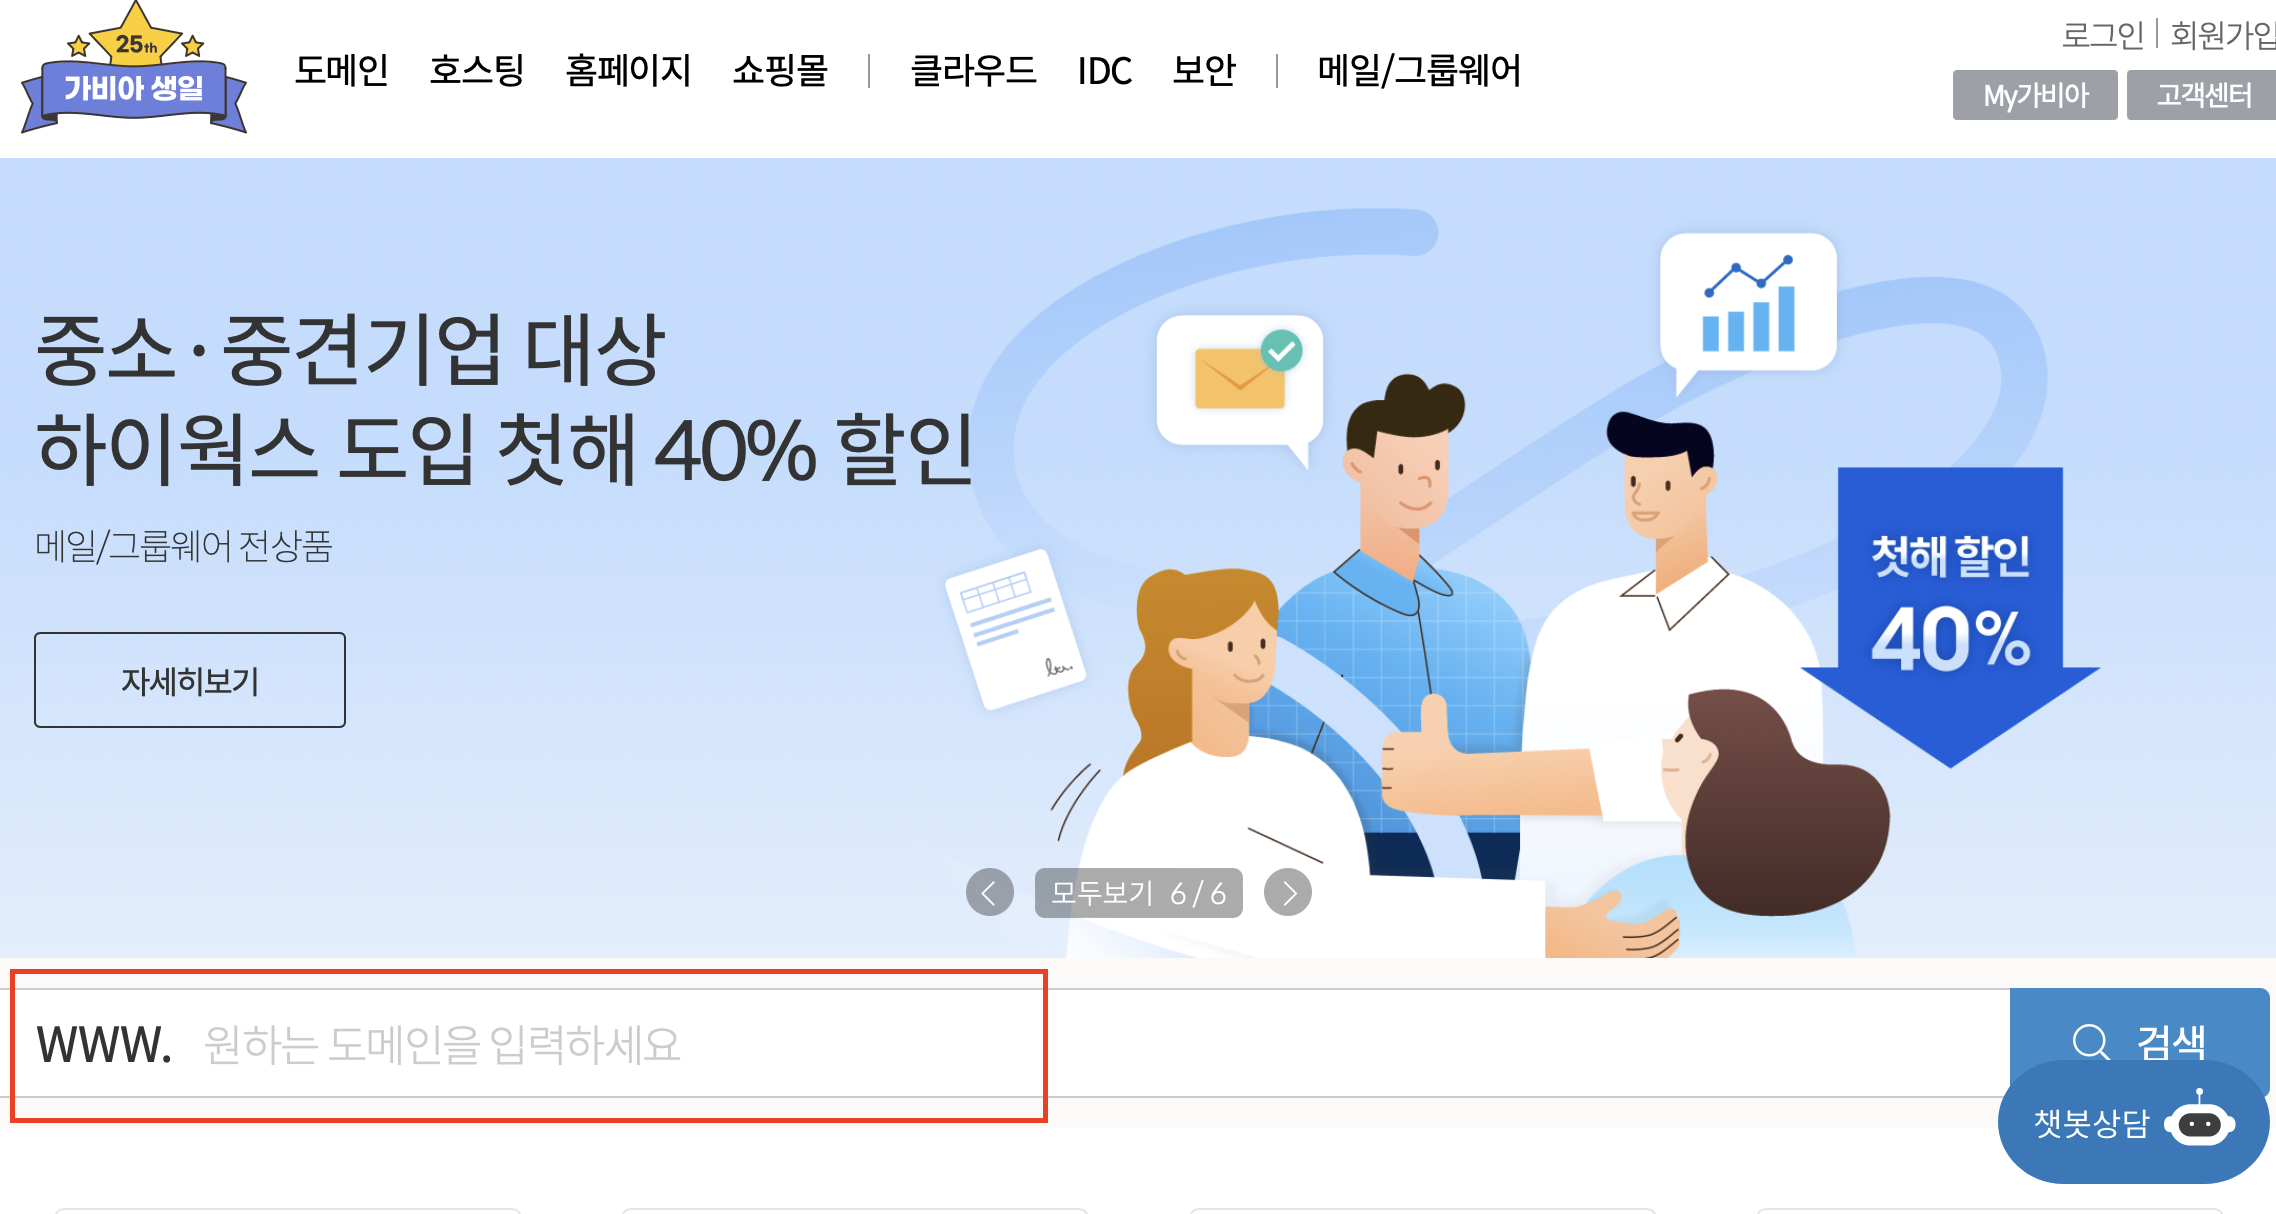 25th
가비아 생일
도메인 호스팅 홈페이지 쇼핑몰 | 클라우드 IDC 보안 | 메일/그룹웨어
로그인 | 회원가입
My가비아 고객센터
중소·중견기업 대상
하이웍스 도입 첫해 40% 할인
메일/그룹웨어 전상품
자세히보기
첫해 할인
40%
모두보기 6 / 6
WWW. 원하는 도메인을 입력하세요
검색
챗봇상담